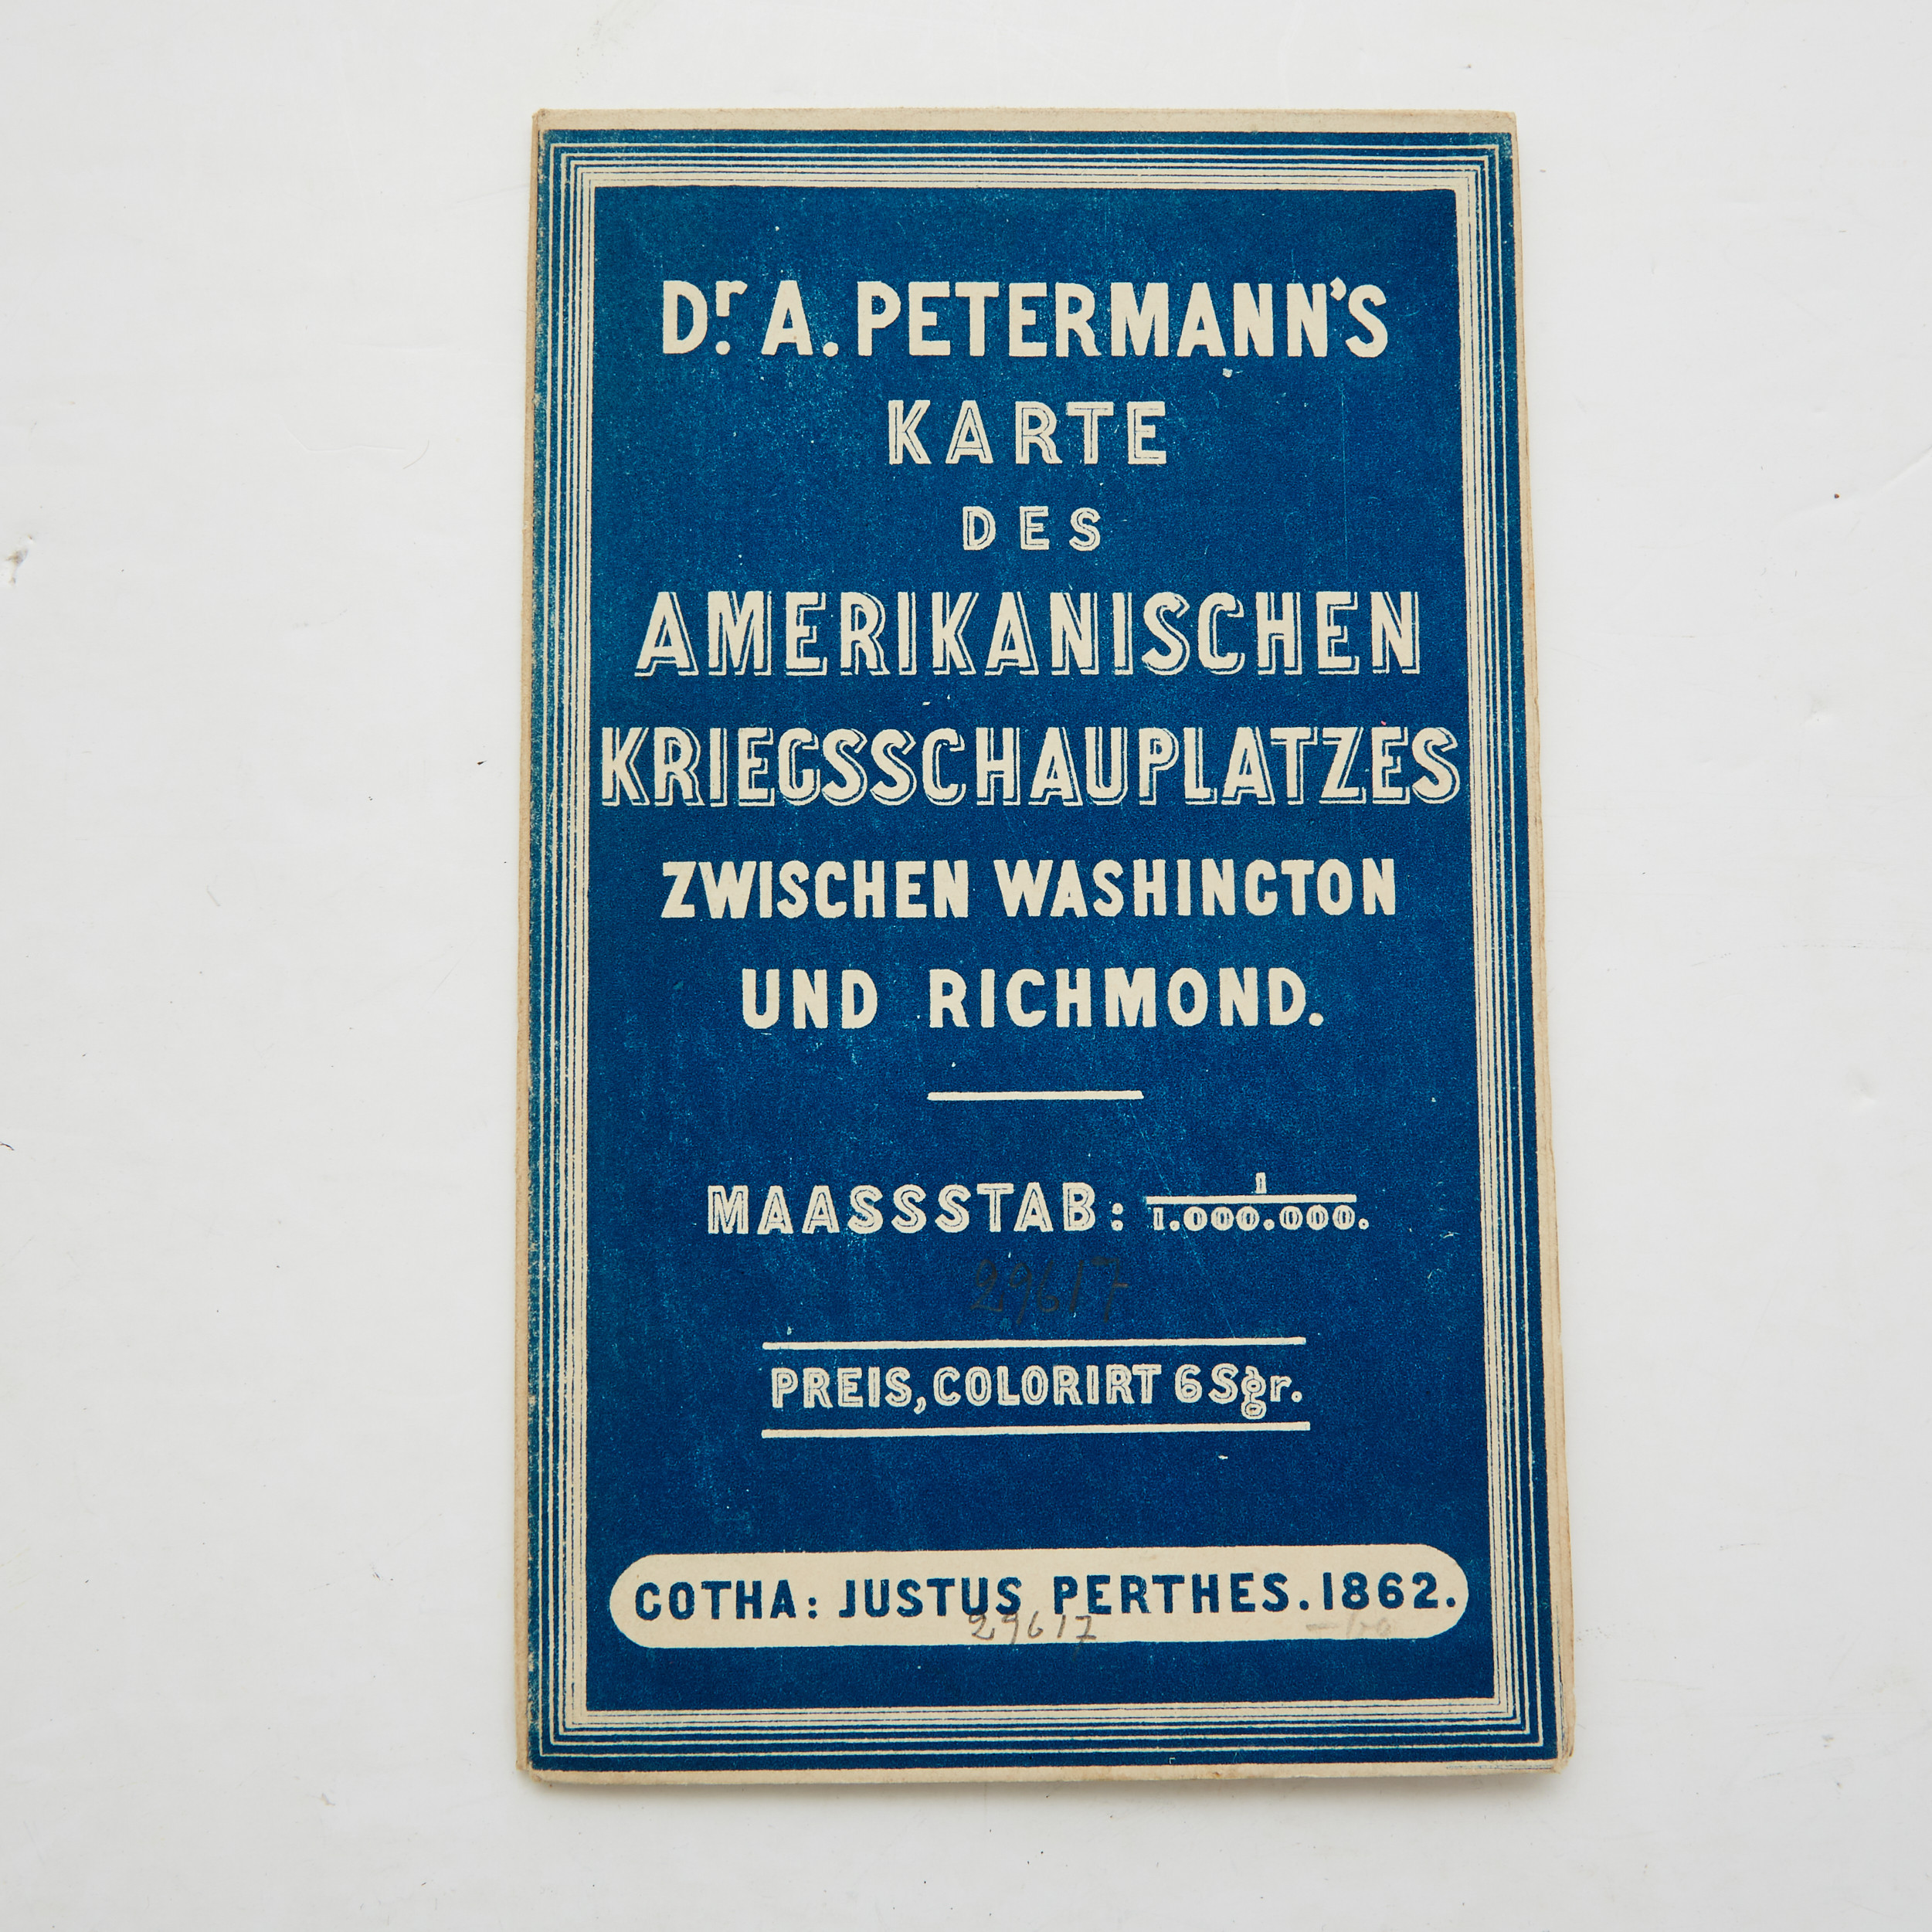 Dr. A. PETERMANN'S
KARTE
DES
AMERIKANISCHEN
KRIEGSSCHAUPLATZES
ZWISCHEN WASHINGTON
UND RICHMOND.
MAASSSTAB: 1/1.000.000.
29617
PREIS, COLORIRT 6 Sgr.
GOTHA: JUSTUS PERTHES. 1862.
29617